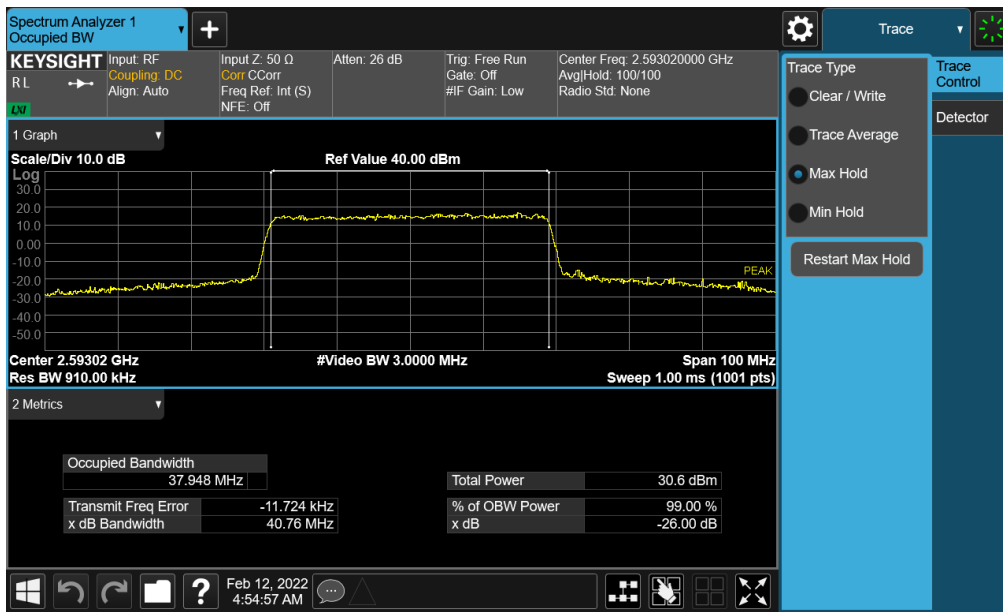 Spectrum Analyzer 1
Occupied BW
+
Trace
KEYSIGHT
R L
LXI
Input: RF
Coupling: DC
Align: Auto
Input Z: 50 Ω
Corr CCorr
Freq Ref: Int (S)
NFE: Off
Atten: 26 dB
Trig: Free Run
Gate: Off
#IF Gain: Low
Center Freq: 2.593020000 GHz
Avg|Hold: 100/100
Radio Std: None
Trace Type
Clear / Write
Trace Average
Max Hold
Min Hold
Restart Max Hold
Trace
Control
Detector
1 Graph
Scale/Div 10.0 dB
Ref Value 40.00 dBm
Log
30.0
20.0
10.0
0.00
-10.0
-20.0
-30.0
-40.0
-50.0
PEAK
Center 2.59302 GHz
#Video BW 3.0000 MHz
Span 100 MHz
Res BW 910.00 kHz
Sweep 1.00 ms (1001 pts)
2 Metrics
Occupied Bandwidth
37.948 MHz
Total Power 30.6 dBm
Transmit Freq Error -11.724 kHz
% of OBW Power 99.00 %
x dB Bandwidth 40.76 MHz
x dB -26.00 dB
?
Feb 12, 2022
4:54:57 AM